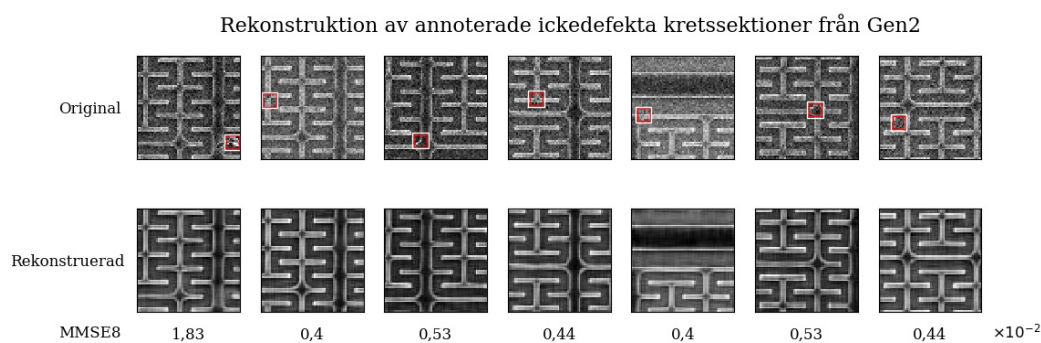 Rekonstruktion av annoterade ickedefekta kretssektioner från Gen2
Original
Rekonstruerad
MMSE8 1,83 0,4 0,53 0,44 0,4 0,53 0,44 ×10⁻²